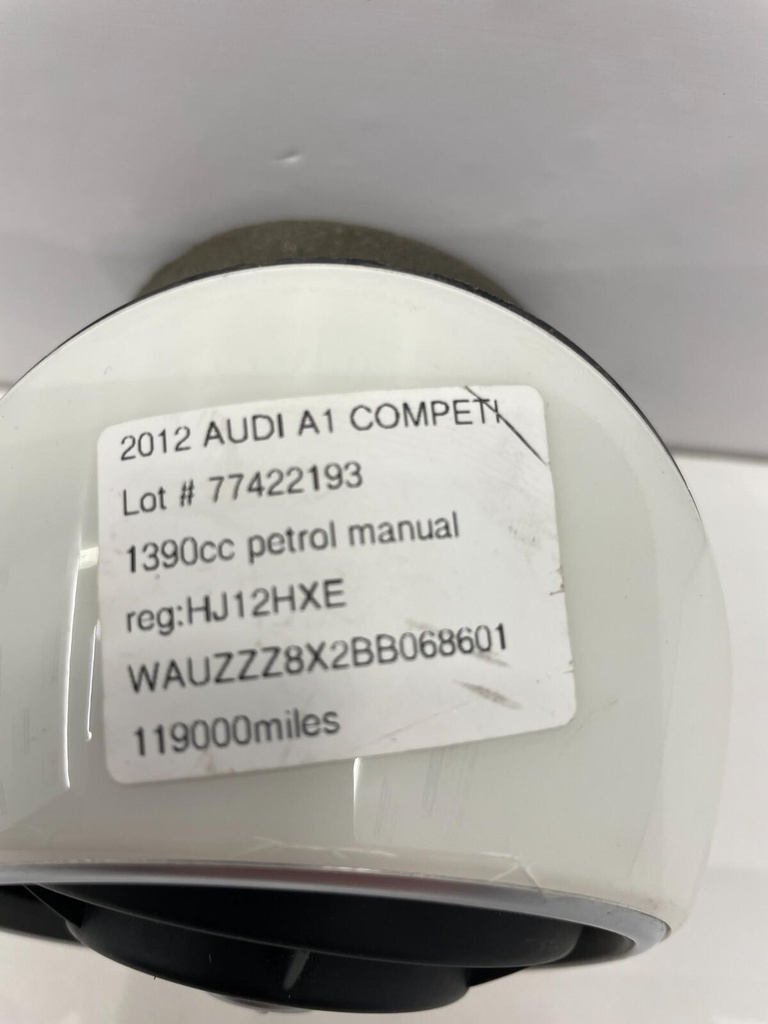 2012 AUDI A1 COMPETI
Lot # 77422193
1390cc petrol manual
reg:HJ12HXE
WAUZZZ8X2BB068601
119000miles